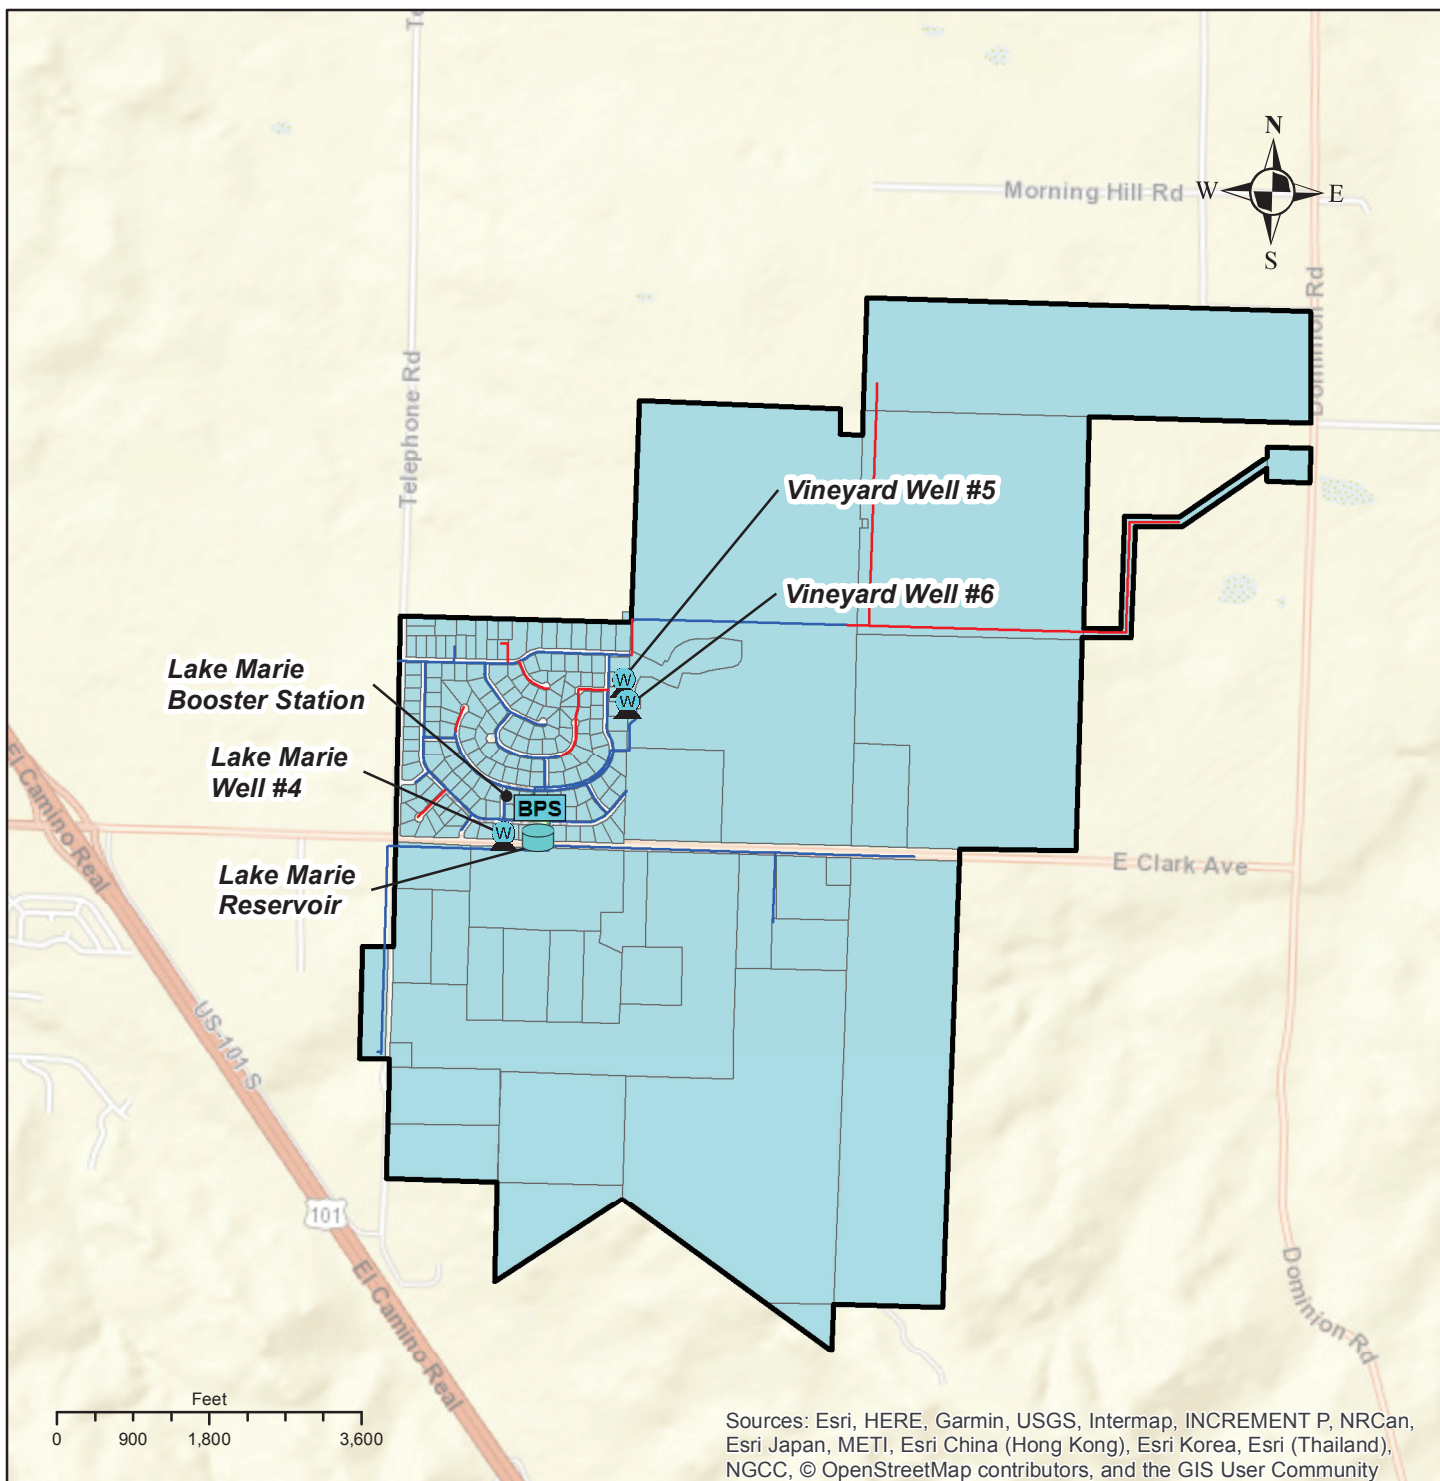 Te
N
Morning Hill Rd
W
E
S
Dominion Rd
Telephone Rd
Vineyard Well #5
Vineyard Well #6
Lake Marie
Booster Station
W
W
Lake Marie
Well #4
BPS
W
El Camino Real
E Clark Ave
Lake Marie
Reservoir
US-101 S
101
El Camino Real
Dominion Rd
Feet
0 900 1,800 3,600
Sources: Esri, HERE, Garmin, USGS, Intermap, INCREMENT P, NRCan,
Esri Japan, METI, Esri China (Hong Kong), Esri Korea, Esri (Thailand),
NGCC, © OpenStreetMap contributors, and the GIS User Community